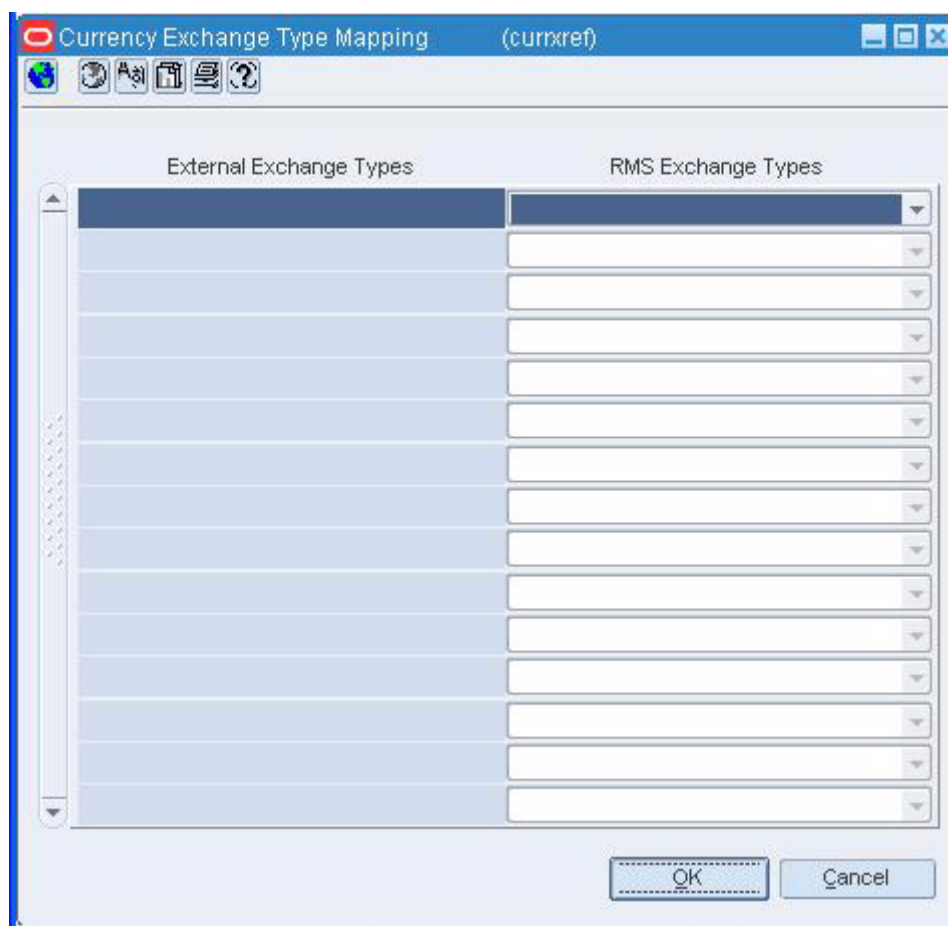 Currency Exchange Type Mapping (currxref)
External Exchange Types RMS Exchange Types
OK Cancel